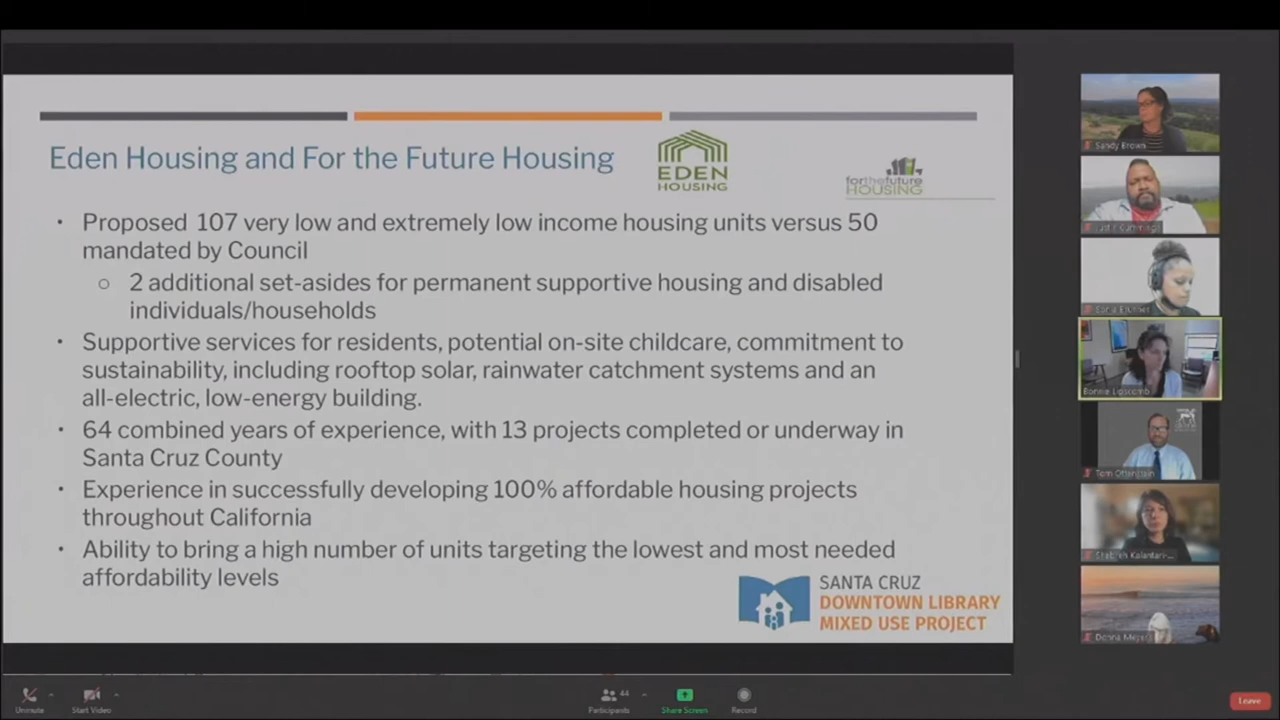 Eden Housing and For the Future Housing
EDEN
HOUSING
forthefuture
HOUSING
• Proposed 107 very low and extremely low income housing units versus 50
mandated by Council
○ 2 additional set-asides for permanent supportive housing and disabled
individuals/households
• Supportive services for residents, potential on-site childcare, commitment to
sustainability, including rooftop solar, rainwater catchment systems and an
all-electric, low-energy building.
• 64 combined years of experience, with 13 projects completed or underway in
Santa Cruz County
• Experience in successfully developing 100% affordable housing projects
throughout California
• Ability to bring a high number of units targeting the lowest and most needed
affordability levels
SANTA CRUZ
DOWNTOWN LIBRARY
MIXED USE PROJECT
Sandy Brown
Justin Cummings
Bonnie Lipscomb
Donna Meyers
Unmute
Start Video
Participants
44
Share Screen
Record
Leave